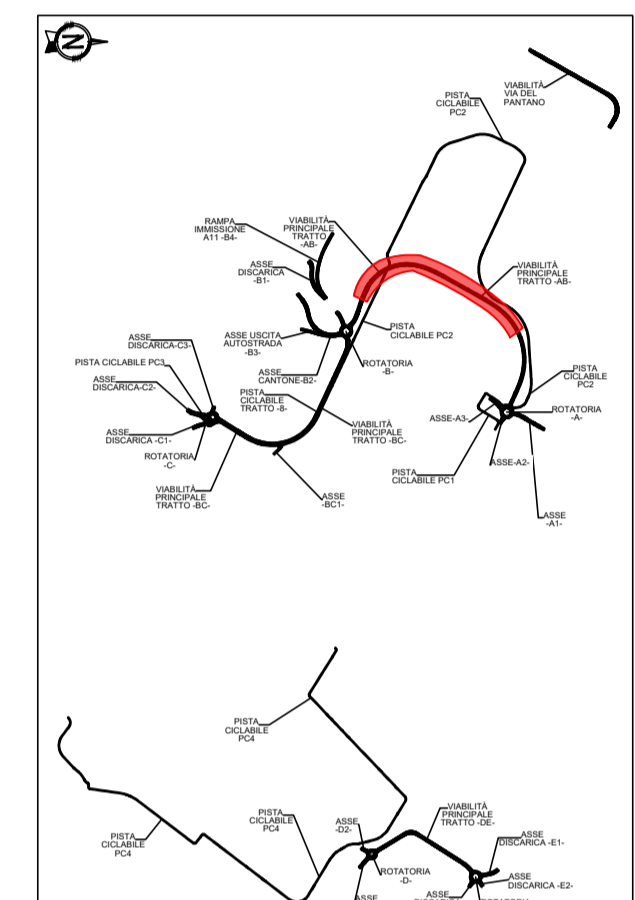 N
VIABILITÀ
VIA DEL
PANTANO
PISTA
CICLABILE
PC2
RAMPA
IMMISSIONE
A11 -B4-
VIABILITÀ
PRINCIPALE
TRATTO
-AB-
ASSE
DISCARICA
-B1-
VIABILITÀ
PRINCIPALE
TRATTO -AB-
ASSE USCITA
AUTOSTRADA
-B3-
PISTA
CICLABILE PC2
ASSE
DISCARICA-C3-
PISTA CICLABILE PC3
ROTATORIA
-B-
ASSE
CANTONE-B2-
PISTA
CICLABILE
PC2
ASSE
DISCARICA-C2-
PISTA
CICLABILE
TRATTO -8-
ROTATORIA
-A-
ASSE-A3-
ASSE
DISCARICA -C1-
VIABILITÀ
PRINCIPALE
TRATTO -BC-
ROTATORIA
-C-
ASSE-A2-
PISTA
CICLABILE PC1
VIABILITÀ
PRINCIPALE
TRATTO -BC-
ASSE
-BC1-
ASSE
-A1-
PISTA
CICLABILE
PC4
PISTA
CICLABILE
PC4
ASSE
-D2-
VIABILITÀ
PRINCIPALE
TRATTO -DE-
PISTA
CICLABILE
PC4
ASSE
DISCARICA -E1-
ROTATORIA
-D-
ASSE
DISCARICA -E2-
ASSE
ASSE